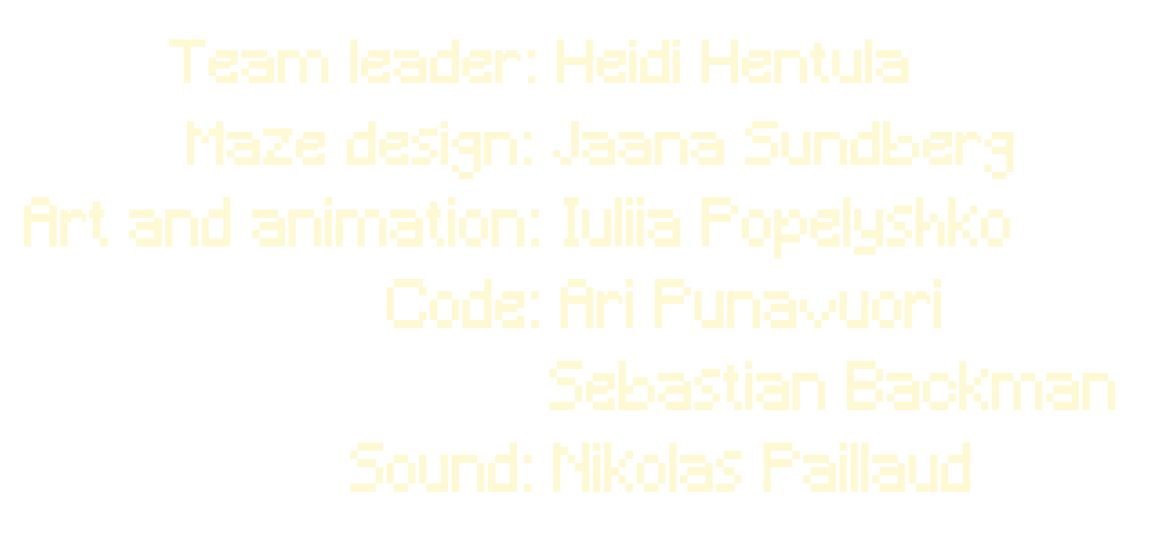 Team leader: Heidi Hentula
Maze design: Jaana Sundberg
Art and animation: Iuliia Popelyshko
Code: Ari Punavuori
Sebastian Backman
Sound: Nikolas Paillaud